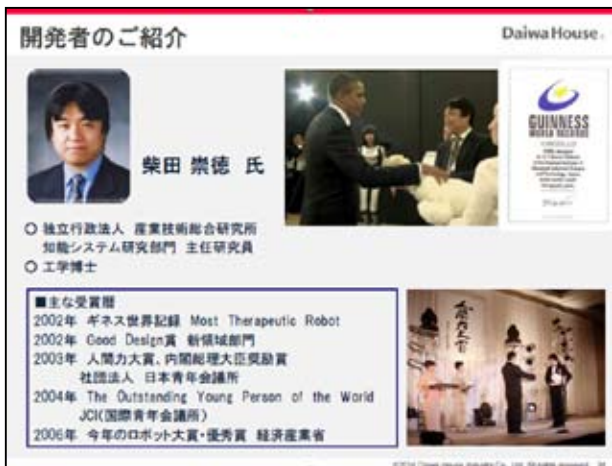 開発者のご紹介
Daiwa House
柴田 崇徳 氏
GUINNESS
WORLD RECORDS
○ 独立行政法人 産業技術総合研究所
知能システム研究部門 主任研究員
○ 工学博士
■主な受賞暦
2002年 ギネス世界記録 Most Therapeutic Robot
2002年 Good Design賞 新領域部門
2003年 人間力大賞、内閣総理大臣奨励賞
社団法人 日本青年会議所
2004年 The Outstanding Young Person of the World
JCI(国際青年会議所)
2006年 今年のロボット大賞・優秀賞 経済産業省